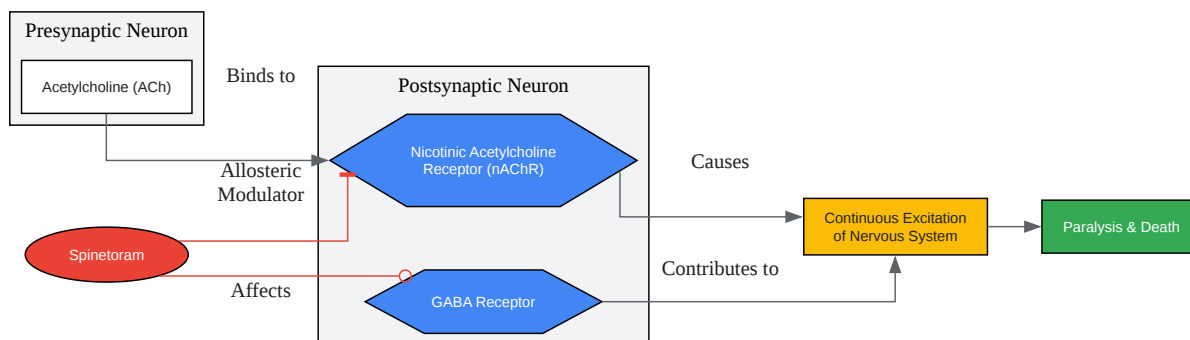 Presynaptic Neuron
Acetylcholine (ACh)
Binds to
Postsynaptic Neuron
Nicotinic Acetylcholine
Receptor (nAChR)
Allosteric
Modulator
Causes
Continuous Excitation
of Nervous System
Paralysis & Death
Spinetoram
Affects
GABA Receptor
Contributes to